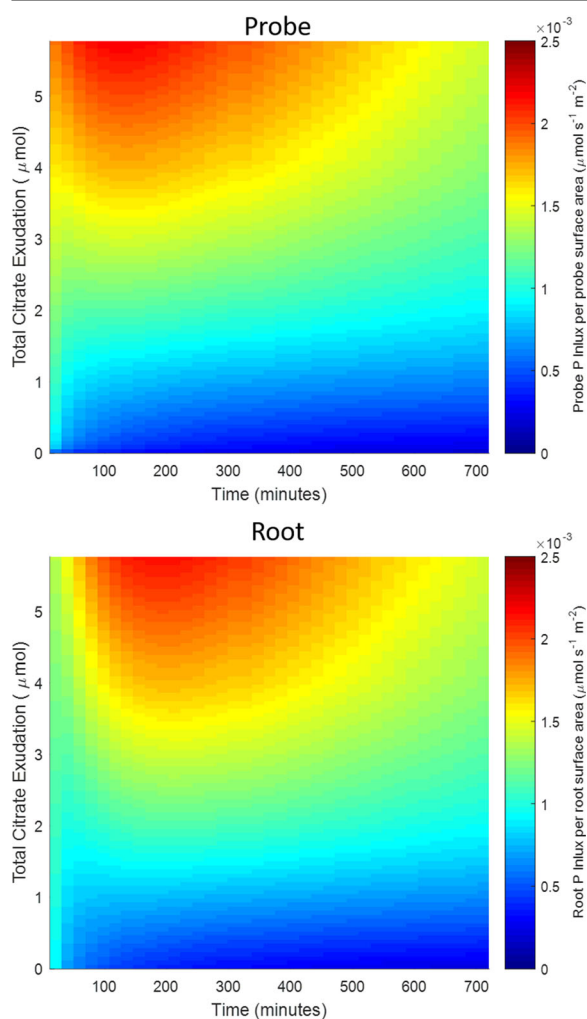 Probe
×10⁻³
2.5
2
1.5
1
0.5
0
Probe P Inlux per probe surface area (μmol s⁻¹ m⁻²)
5
4
3
2
1
0
Total Citrate Exudation ( μmol)
100 200 300 400 500 600 700
Time (minutes)
Root
×10⁻³
2.5
2
1.5
1
0.5
0
Root P Inlux per root surface area (μmol s⁻¹ m⁻²)
5
4
3
2
1
0
Total Citrate Exudation ( μmol)
100 200 300 400 500 600 700
Time (minutes)